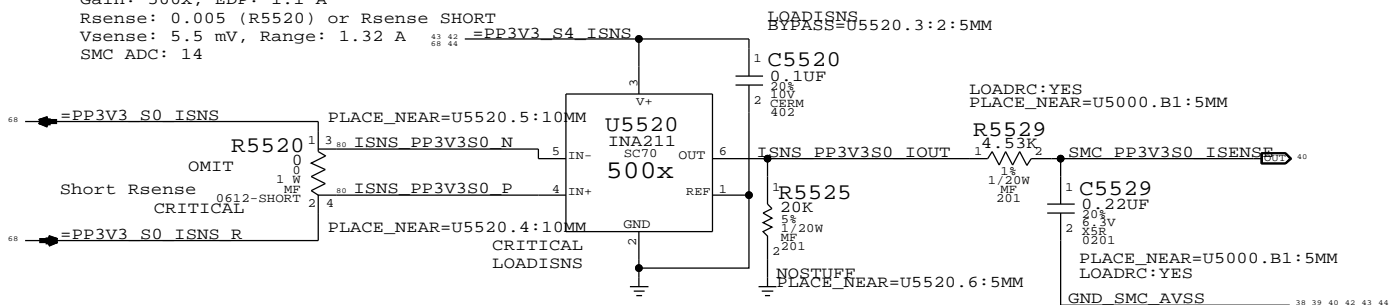 Gain: 500x, EDP: 1.1 A
Rsense: 0.005 (R5520) or Rsense SHORT
Vsense: 5.5 mV, Range: 1.32 A
SMC ADC: 14
43 42
68 44
=PP3V3_S4_ISNS
LOADISNS
BYPASS=U5520.3:2:5MM
1
C5520
0.1UF
20%
10V
CERM
402
2
3
V+
68
=PP3V3_S0_ISNS
PLACE_NEAR=U5520.5:10MM
U5520
INA211
SC70
500x
R5520
OMIT
0
0
1 W
MF
0612-SHORT
1 3
2 4
80 ISNS_PP3V3S0_N
5 IN-
OUT 6
ISNS_PP3V3S0_IOUT
LOADRC:YES
PLACE_NEAR=U5000.B1:5MM
R5529
4.53K
1 2
1%
1/20W
MF
201
SMC_PP3V3S0_ISENSE
OUT 40
Short Rsense
CRITICAL
80 ISNS_PP3V3S0_P
4 IN+
REF 1
1
R5525
20K
5%
1/20W
MF
201
2
1
C5529
0.22UF
20%
6.3V
X5R
0201
2
68
=PP3V3_S0_ISNS_R
PLACE_NEAR=U5520.4:10MM
GND
2
CRITICAL
LOADISNS
NOSTUFF
PLACE_NEAR=U5520.6:5MM
PLACE_NEAR=U5000.B1:5MM
LOADRC:YES
GND_SMC_AVSS
38 39 40 42 43 44